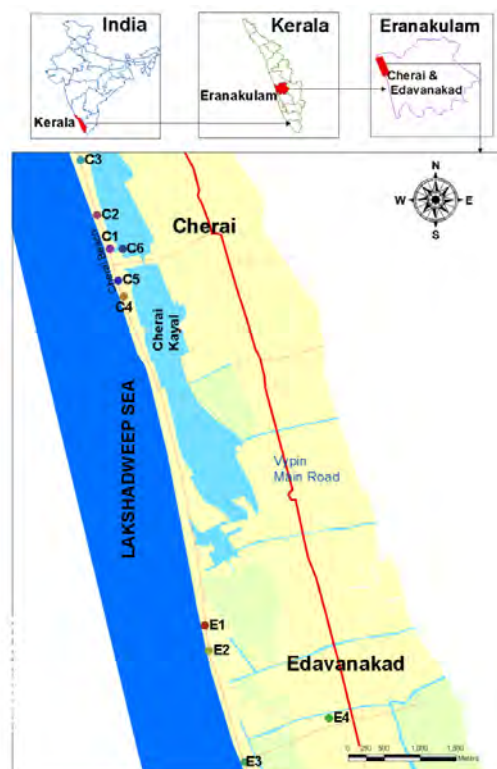 India
Kerala
Kerala
Eranakulam
Eranakulam
Cherai &
Edavanakad
C3
C2
C1
C6
Cherai
N
W
E
S
C5
C4
Cherai
Kayal
LAKSHADWEEP SEA
Vypin
Main Road
E1
E2
Edavanakad
E4
E3
0 250 500 1,000 1,500
Meters